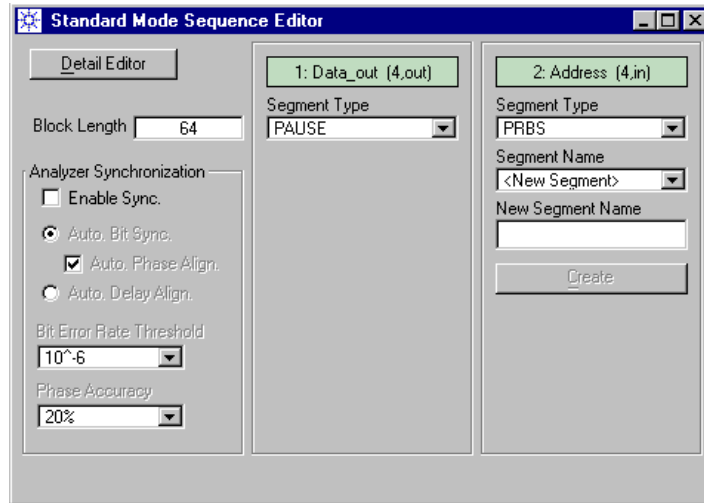 Standard Mode Sequence Editor
Detail Editor
Block Length 64
Analyzer Synchronization
Enable Sync.
Auto. Bit Sync.
Auto. Phase Align.
Auto. Delay Align.
Bit Error Rate Threshold
10^-6
Phase Accuracy
20%
1: Data_out (4,out)
Segment Type
PAUSE
2: Address (4,in)
Segment Type
PRBS
Segment Name
<New Segment>
New Segment Name
Create